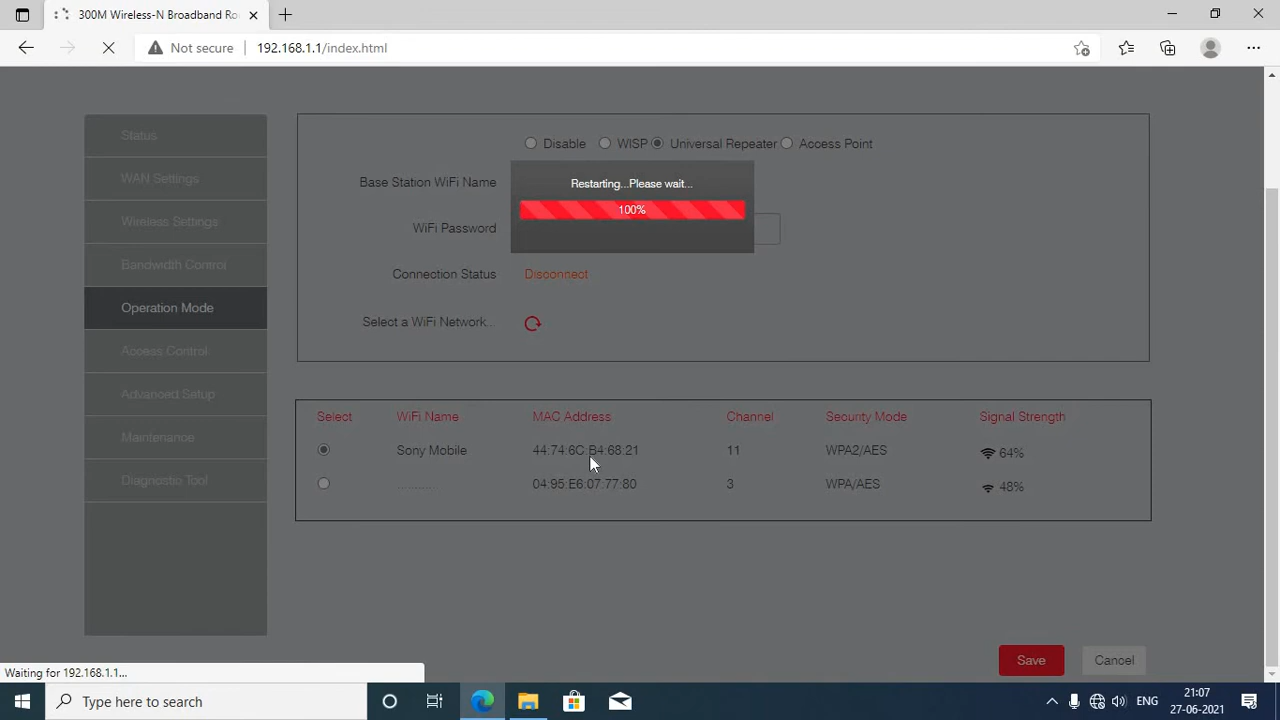 300M Wireless-N Broadband Ro
Not secure 192.168.1.1/index.html
Status
WAN Settings
Wireless Settings
Bandwidth Control
Operation Mode
Access Control
Advanced Setup
Maintenance
Diagnostic Tool
Disable WISP Universal Repeater Access Point
Base Station WiFi Name
Restarting...Please wait...
100%
WiFi Password
Connection Status Disconnect
Select a WiFi Network..
Select WiFi Name MAC Address Channel Security Mode Signal Strength
Sony Mobile 44:74:6C:B4:68:21 11 WPA2/AES 64%
04:95:E6:07:77:80 3 WPA/AES 48%
Save Cancel
Waiting for 192.168.1.1...
Type here to search
ENG
21:07
27-06-2021